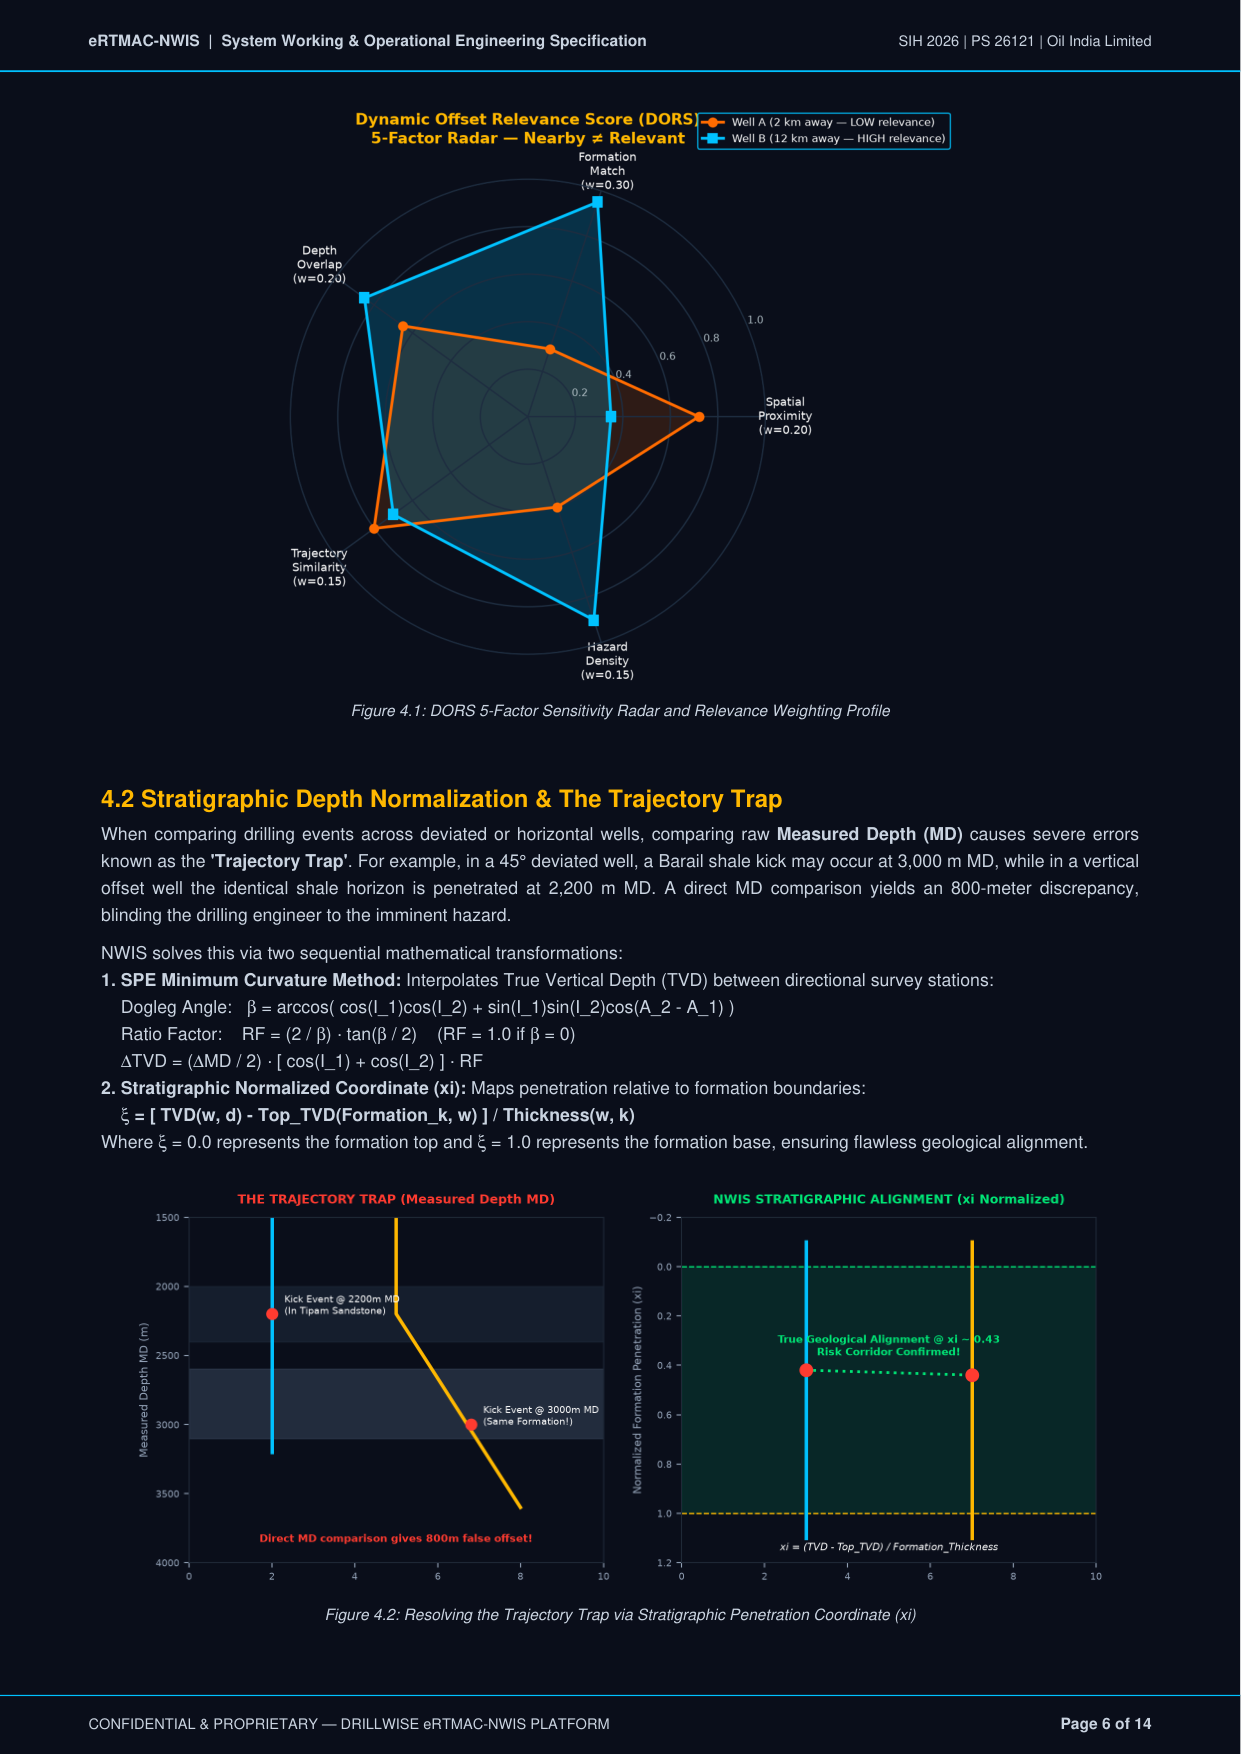 eRTMAC-NWIS | System Working & Operational Engineering Specification
SIH 2026 | PS 26121 | Oil India Limited
Dynamic Offset Relevance Score (DORS)
5-Factor Radar — Nearby ≠ Relevant
Well A (2 km away — LOW relevance)
Well B (12 km away — HIGH relevance)
Formation
Match
(w=0.30)
Depth
Overlap
(w=0.20)
1.0
0.8
0.6
0.4
0.2
Spatial
Proximity
(w=0.20)
Trajectory
Similarity
(w=0.15)
Hazard
Density
(w=0.15)
Figure 4.1: DORS 5-Factor Sensitivity Radar and Relevance Weighting Profile
4.2 Stratigraphic Depth Normalization & The Trajectory Trap
When comparing drilling events across deviated or horizontal wells, comparing raw Measured Depth (MD) causes severe errors
known as the 'Trajectory Trap'. For example, in a 45° deviated well, a Barail shale kick may occur at 3,000 m MD, while in a vertical
offset well the identical shale horizon is penetrated at 2,200 m MD. A direct MD comparison yields an 800-meter discrepancy,
blinding the drilling engineer to the imminent hazard.
NWIS solves this via two sequential mathematical transformations:
1. SPE Minimum Curvature Method: Interpolates True Vertical Depth (TVD) between directional survey stations:
Dogleg Angle: β = arccos( cos(I_1)cos(I_2) + sin(I_1)sin(I_2)cos(A_2 - A_1) )
Ratio Factor: RF = (2 / β) · tan(β / 2) (RF = 1.0 if β = 0)
ΔTVD = (ΔMD / 2) · [ cos(I_1) + cos(I_2) ] · RF
2. Stratigraphic Normalized Coordinate (xi): Maps penetration relative to formation boundaries:
ξ = [ TVD(w, d) - Top_TVD(Formation_k, w) ] / Thickness(w, k)
Where ξ = 0.0 represents the formation top and ξ = 1.0 represents the formation base, ensuring flawless geological alignment.
THE TRAJECTORY TRAP (Measured Depth MD)
Measured Depth MD (m)
1500
2000
2500
3000
3500
4000
Kick Event @ 2200m MD
(In Tipam Sandstone)
Kick Event @ 3000m MD
(Same Formation!)
Direct MD comparison gives 800m false offset!
0 2 4 6 8 10
NWIS STRATIGRAPHIC ALIGNMENT (xi Normalized)
Normalized Formation Penetration (xi)
−0.2
0.0
0.2
0.4
0.6
0.8
1.0
1.2
True Geological Alignment @ xi ~ 0.43
Risk Corridor Confirmed!
xi = (TVD - Top_TVD) / Formation_Thickness
0 2 4 6 8 10
Figure 4.2: Resolving the Trajectory Trap via Stratigraphic Penetration Coordinate (xi)
CONFIDENTIAL & PROPRIETARY — DRILLWISE eRTMAC-NWIS PLATFORM
Page 6 of 14